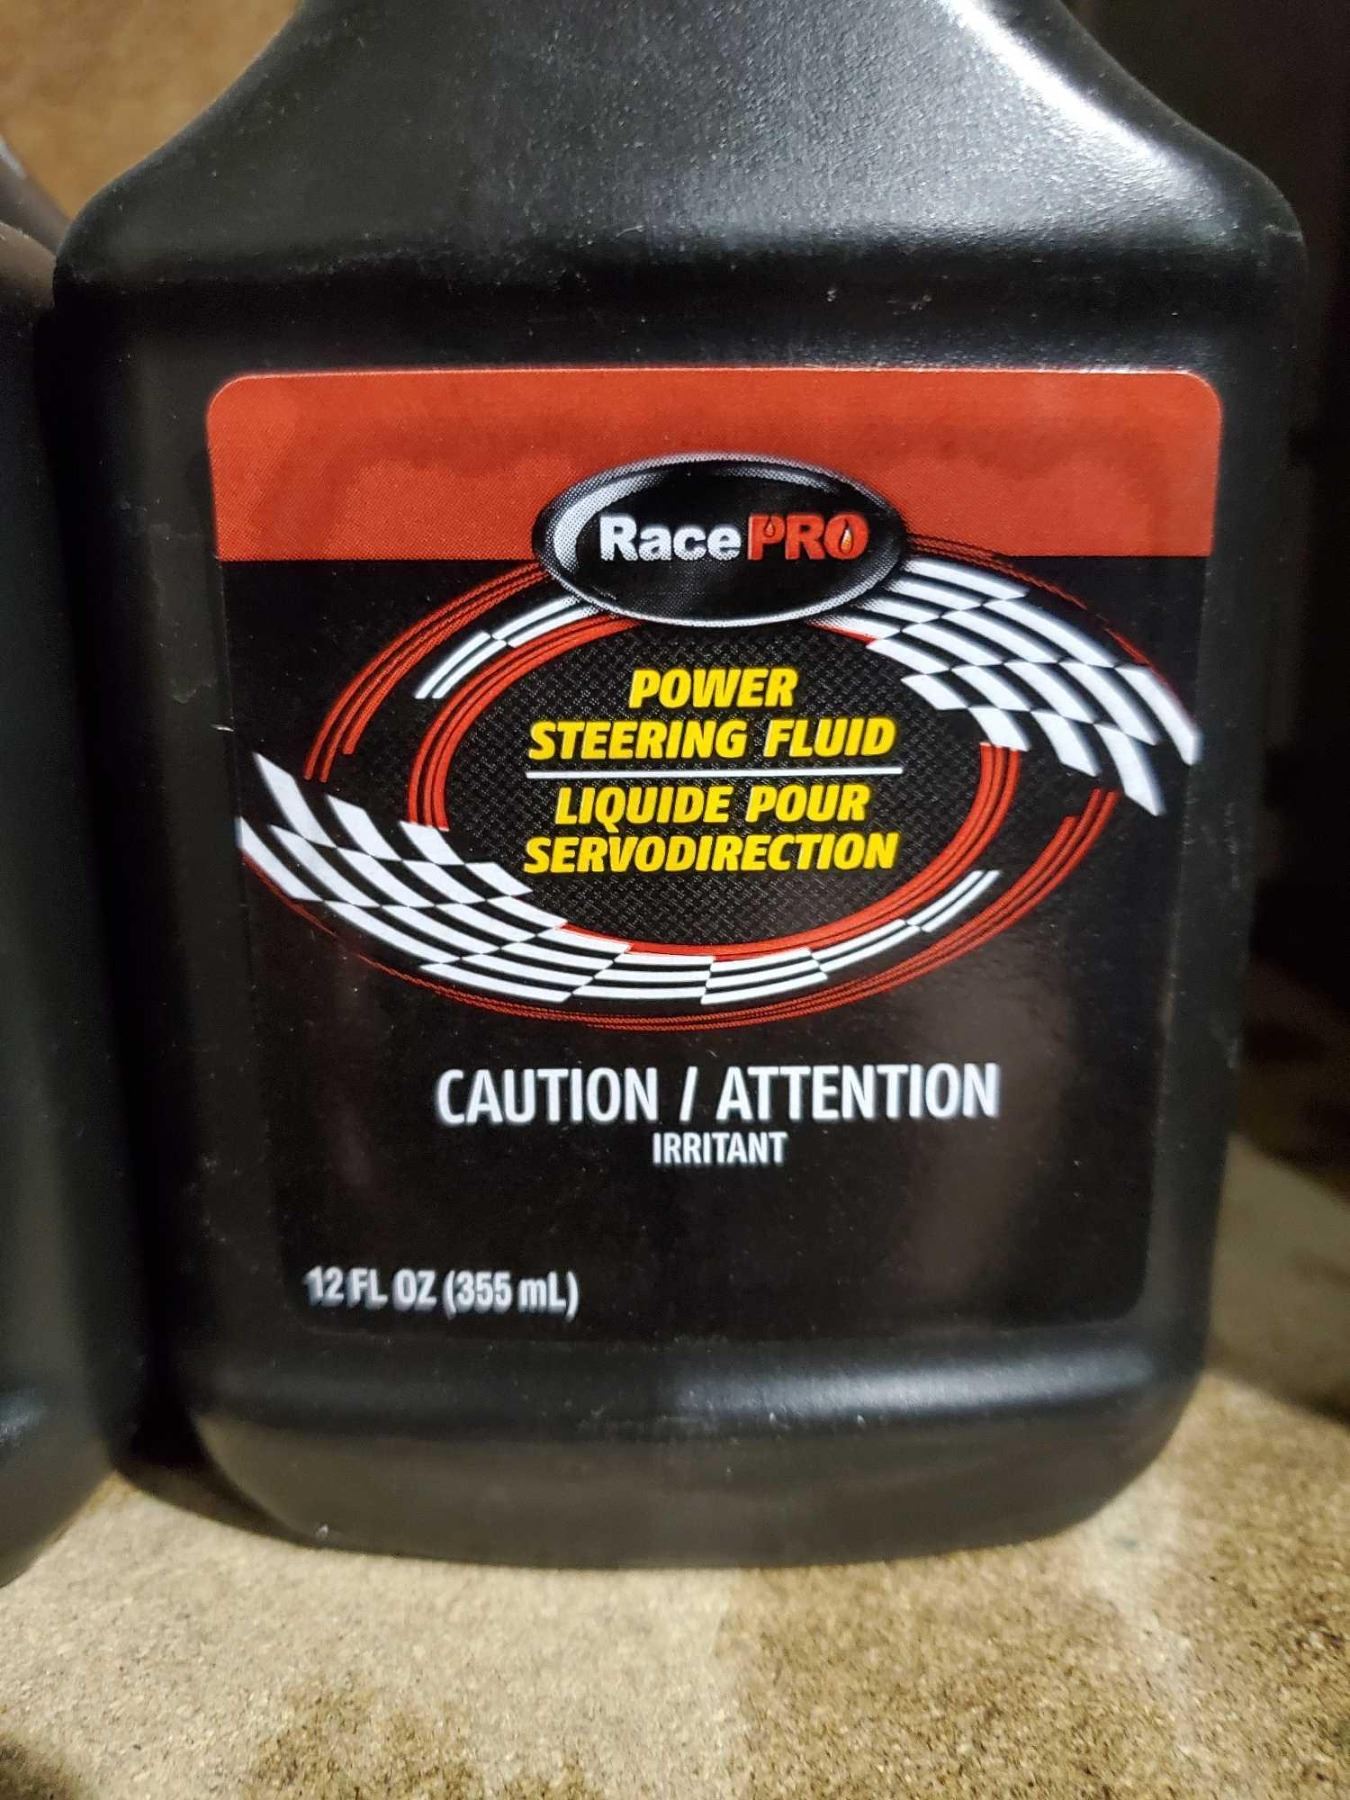 RacePRO
POWER
STEERING FLUID
LIQUIDE POUR
SERVODIRECTION
CAUTION / ATTENTION
IRRITANT
12 FL OZ (355 mL)